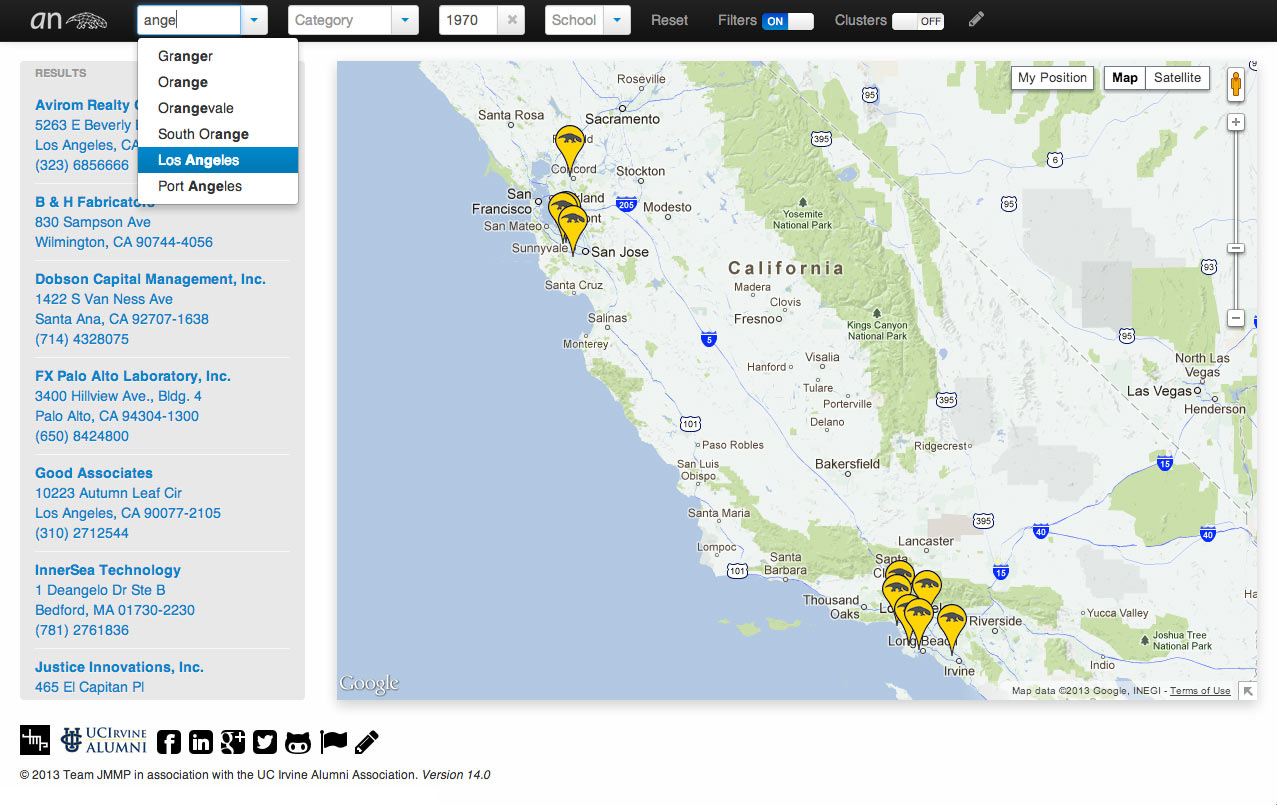 an
ange
Category
1970
School
Reset
Filters ON
Clusters OFF
Granger
Orange
Orangevale
South Orange
Los Angeles
Port Angeles
RESULTS
Avirom Realty
5263 E Beverly
Los Angeles, CA
(323) 6856666
B & H Fabricators
830 Sampson Ave
Wilmington, CA 90744-4056
Dobson Capital Management, Inc.
1422 S Van Ness Ave
Santa Ana, CA 92707-1638
(714) 4328075
FX Palo Alto Laboratory, Inc.
3400 Hillview Ave., Bldg. 4
Palo Alto, CA 94304-1300
(650) 8424800
Good Associates
10223 Autumn Leaf Cir
Los Angeles, CA 90077-2105
(310) 2712544
InnerSea Technology
1 Deangelo Dr Ste B
Bedford, MA 01730-2230
(781) 2761836
Justice Innovations, Inc.
465 El Capitan Pl
My Position
Map
Satellite
Roseville
95
Santa Rosa
Sacramento
395
6
Concord
Stockton
San
Francisco
205
Modesto
95
Yosemite
National Park
San Mateo
Sunnyvale
San Jose
93
California
Santa Cruz
Madera
Clovis
Salinas
Fresno
Kings Canyon
National Park
Monterey
5
95
Visalia
Hanford
North Las
Vegas
Tulare
Las Vegas
Porterville
395
Henderson
101
Delano
Paso Robles
Ridgecrest
San Luis
Obispo
Bakersfield
15
Santa Maria
395
40
40
Lancaster
Lompoc
Santa
Barbara
Santa
101
15
Thousand
Oaks
Yucca Valley
Riverside
Long Beach
Joshua Tree
National Park
Indio
Irvine
Google
Map data ©2013 Google, INEGI - Terms of Use
jmmp
UCIRVINE
ALUMNI
© 2013 Team JMMP in association with the UC Irvine Alumni Association. Version 14.0